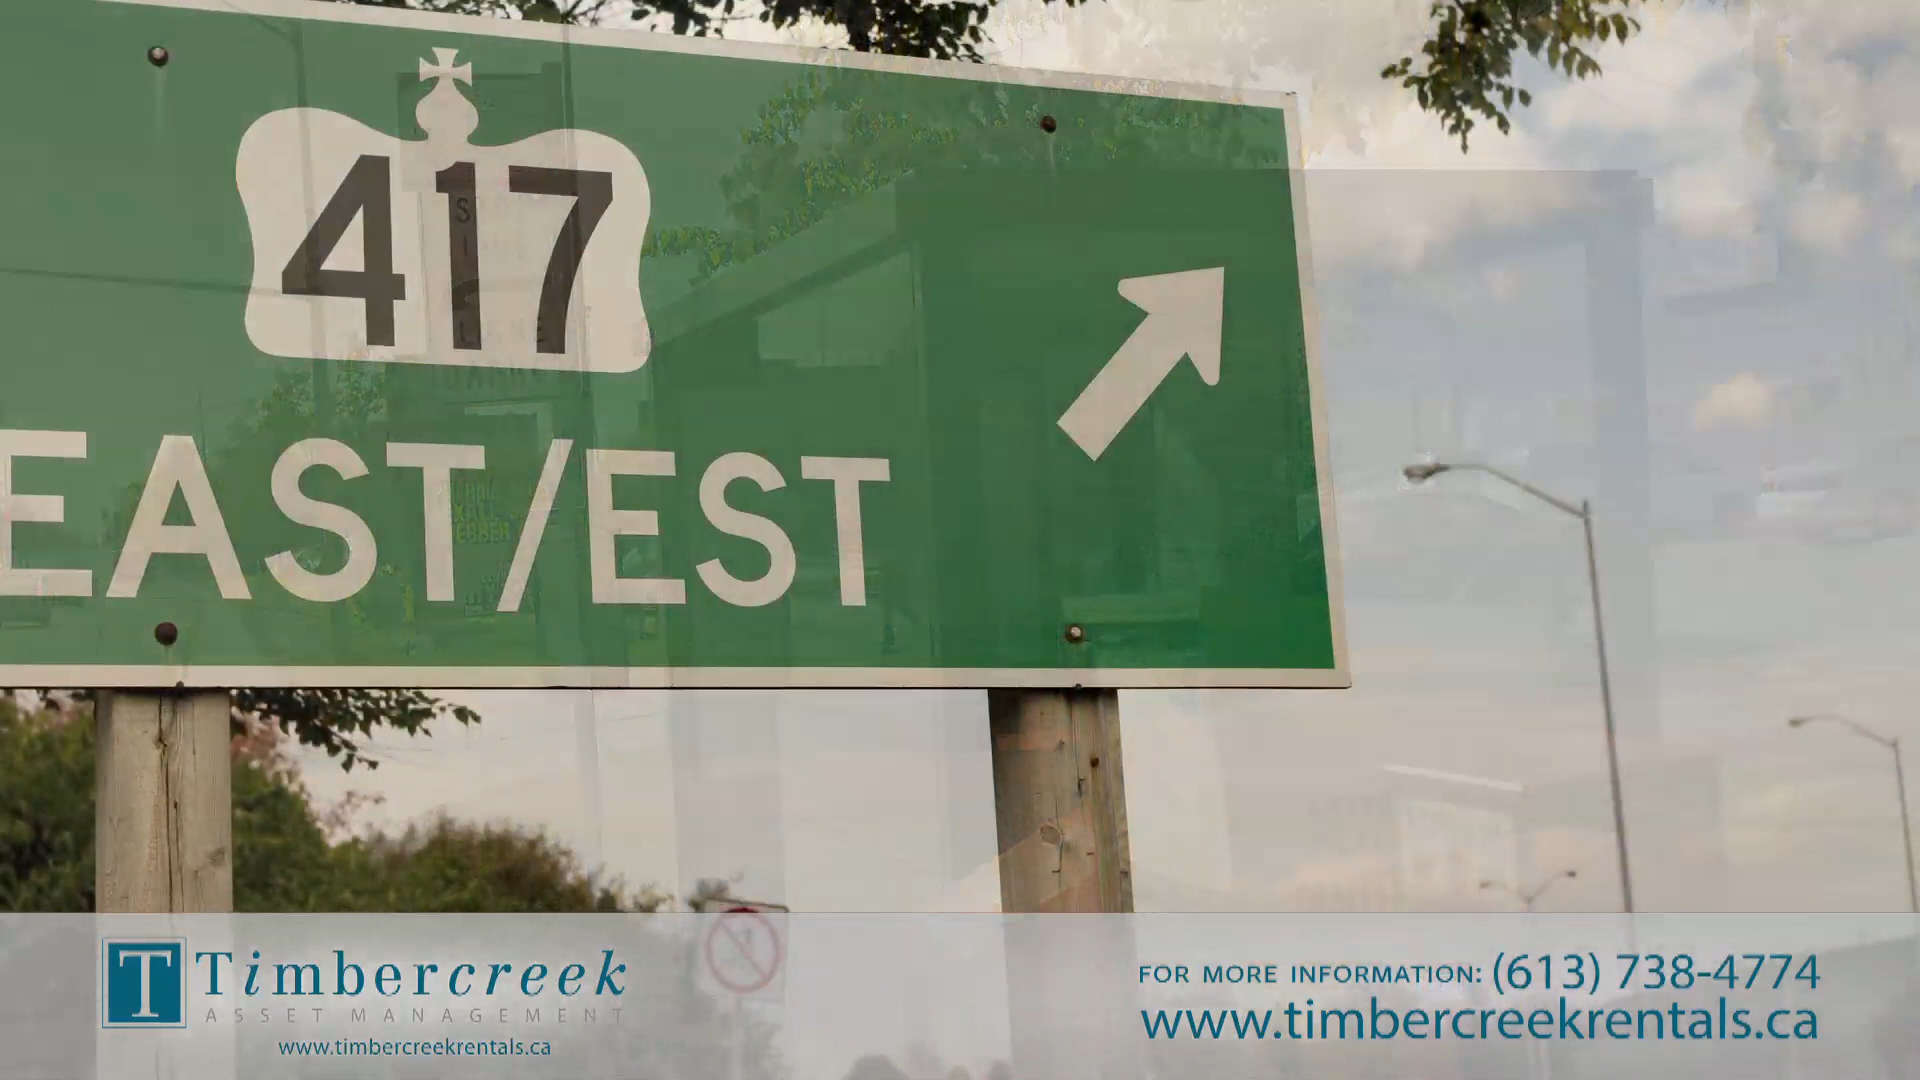 417
EAST/EST
T Timbercreek
ASSET MANAGEMENT
www.timbercreekrentals.ca
FOR MORE INFORMATION: (613) 738-4774
www.timbercreekrentals.ca